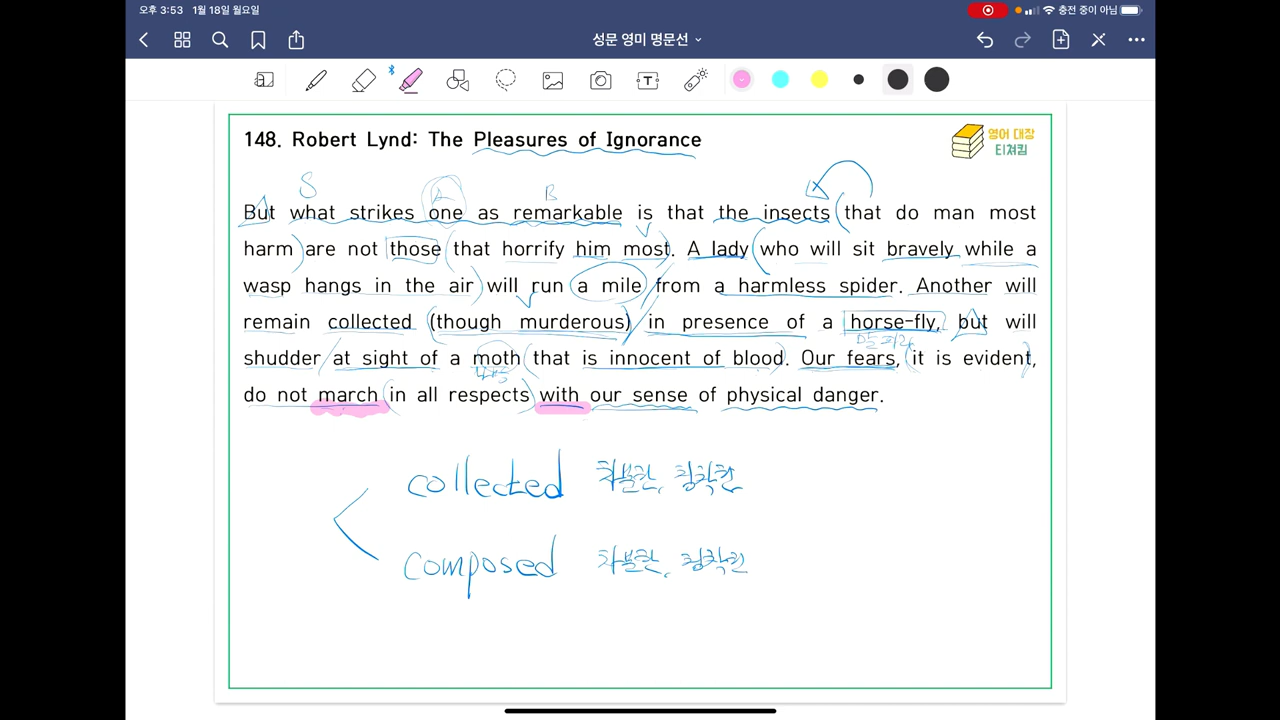 오후 3:53 1월 18일 월요일 충전 중이 아님
성문 영미 명문선
148. Robert Lynd: The Pleasures of Ignorance
영어 대장
티쳐킴
S
A
B
But what strikes one as remarkable is that the insects that do man most
harm are not those that horrify him most. A lady who will sit bravely while a
wasp hangs in the air will run a mile from a harmless spider. Another will
remain collected (though murderous) in presence of a horse-fly, but will
말파리
shudder at sight of a moth that is innocent of blood. Our fears, it is evident,
나방
do not march in all respects with our sense of physical danger.
collected 차분한, 침착한
composed 차분한, 침착한